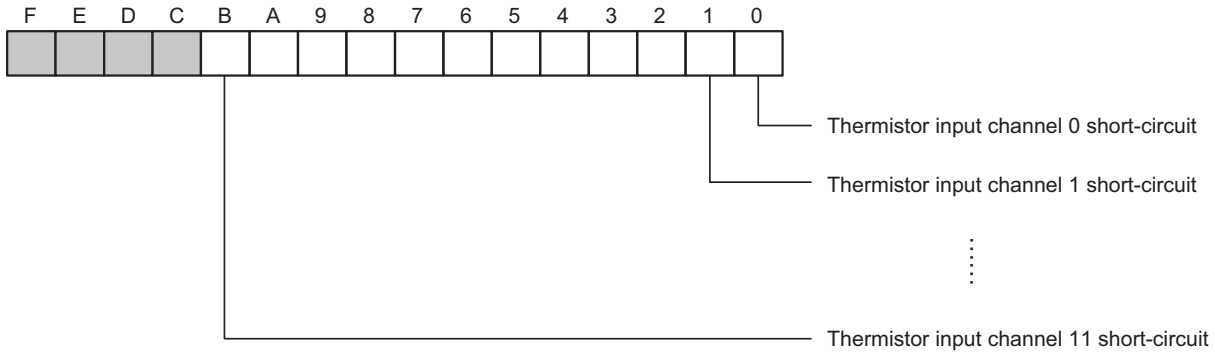 F E D C B A 9 8 7 6 5 4 3 2 1 0
Thermistor input channel 0 short-circuit
Thermistor input channel 1 short-circuit
Thermistor input channel 11 short-circuit